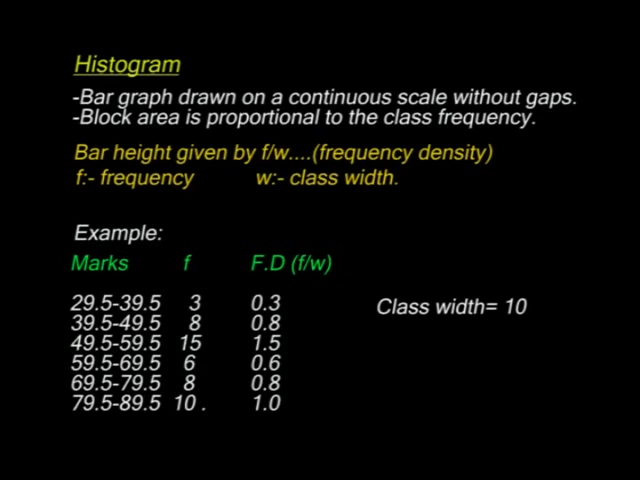 Histogram
-Bar graph drawn on a continuous scale without gaps.
-Block area is proportional to the class frequency.
Bar height given by f/w....(frequency density)
f:- frequency w:- class width.
Example:
Marks f F.D (f/w)
29.5-39.5 3 0.3 Class width= 10
39.5-49.5 8 0.8
49.5-59.5 15 1.5
59.5-69.5 6 0.6
69.5-79.5 8 0.8
79.5-89.5 10 . 1.0